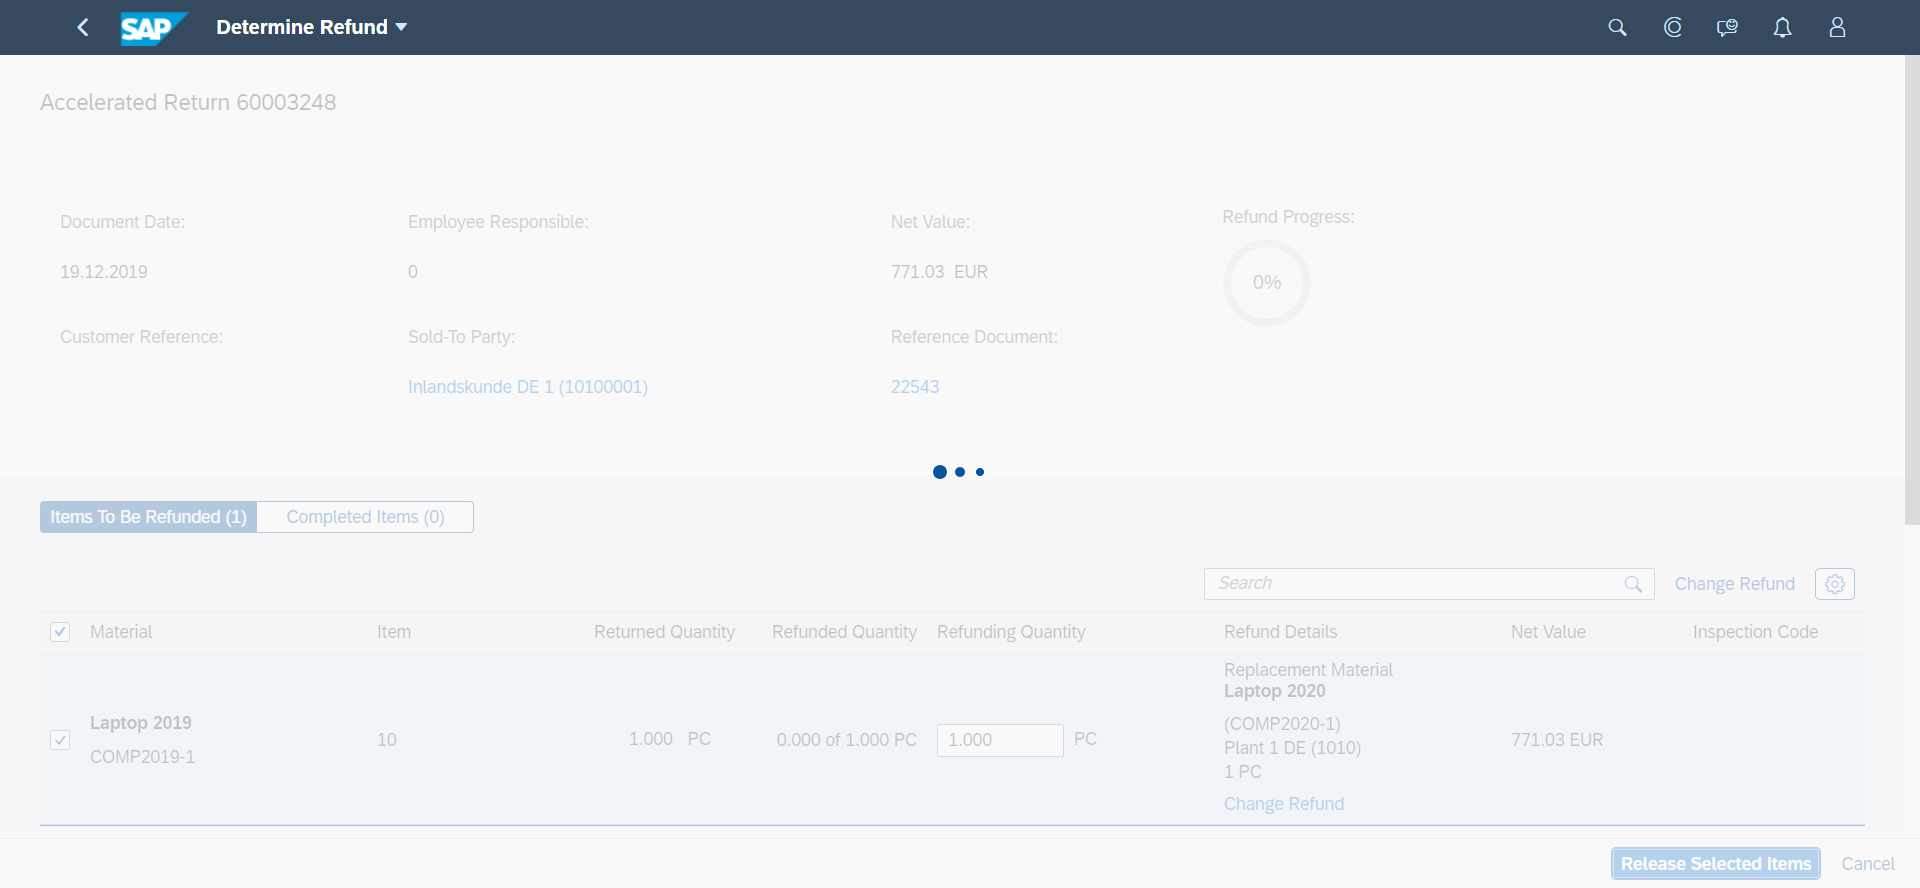 SAP Determine Refund
Accelerated Return 60003248
Document Date:
19.12.2019
Customer Reference:
Employee Responsible:
0
Sold-To Party:
Inlandskunde DE 1 (10100001)
Net Value:
771.03 EUR
Reference Document:
22543
Refund Progress:
0%
Items To Be Refunded (1) Completed Items (0)
Search Change Refund
Material Item Returned Quantity Refunded Quantity Refunding Quantity Refund Details Net Value Inspection Code
Laptop 2019
COMP2019-1
10
1.000 PC
0.000 of 1.000 PC
1.000 PC
Replacement Material
Laptop 2020
(COMP2020-1)
Plant 1 DE (1010)
1 PC
Change Refund
771.03 EUR
Release Selected Items Cancel